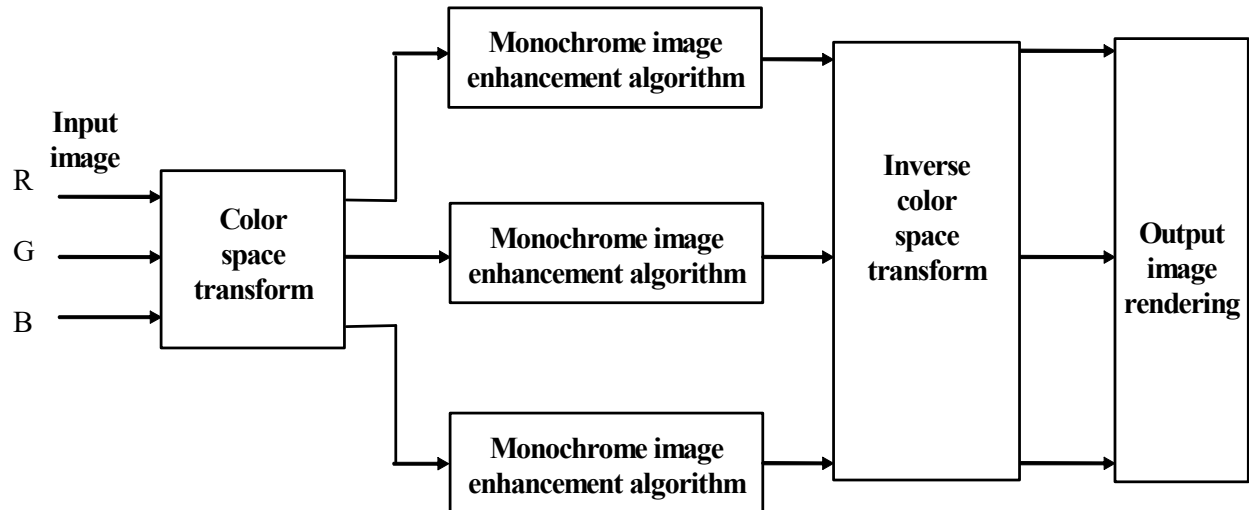 Input
image
R
G
B
Color
space
transform
Monochrome image
enhancement algorithm
Monochrome image
enhancement algorithm
Monochrome image
enhancement algorithm
Inverse
color
space
transform
Output
image
rendering